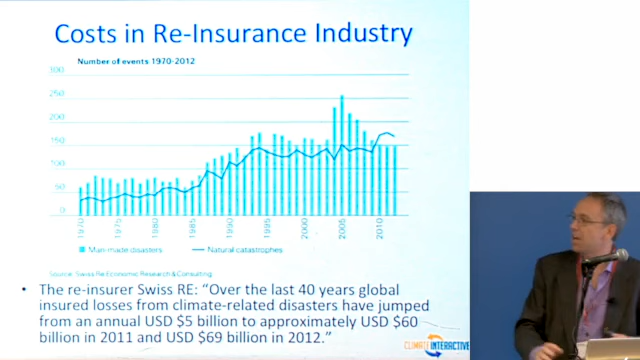 Costs in Re-Insurance Industry
Number of events 1970-2012
300
250
200
150
100
50
0
1970
1975
1980
1985
1990
1995
2000
2005
2010
Man-made disasters
Natural catastrophes
Source: Swiss Re Economic Research & Consulting
• The re-insurer Swiss RE: “Over the last 40 years global
insured losses from climate-related disasters have jumped
from an annual USD $5 billion to approximately USD $60
billion in 2011 and USD $69 billion in 2012.”
CLIMATE INTERACTIVE